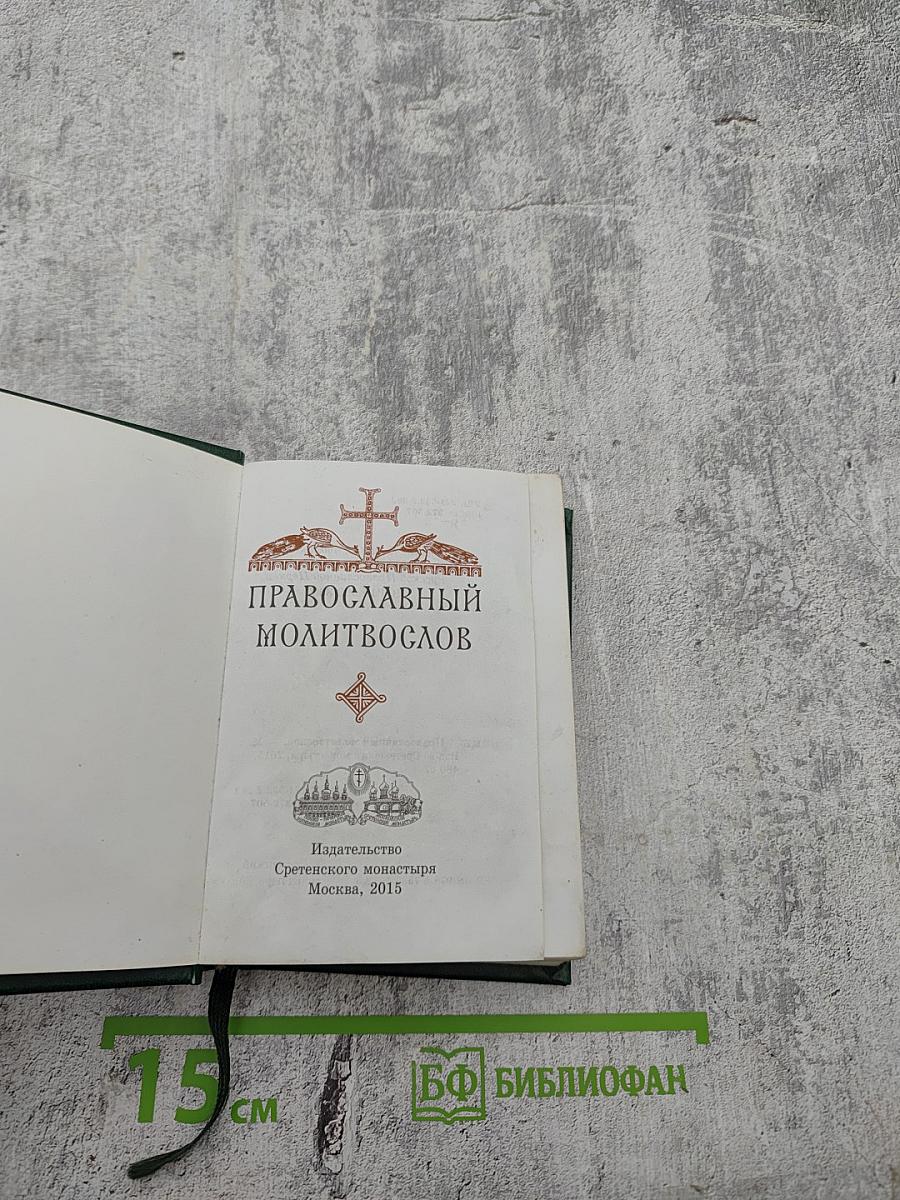 ПРАВОСЛАВНЫЙ
МОЛИТВОСЛОВ
Издательство
Сретенского монастыря
Москва, 2015
15 см
БФ БИБЛИОФАН